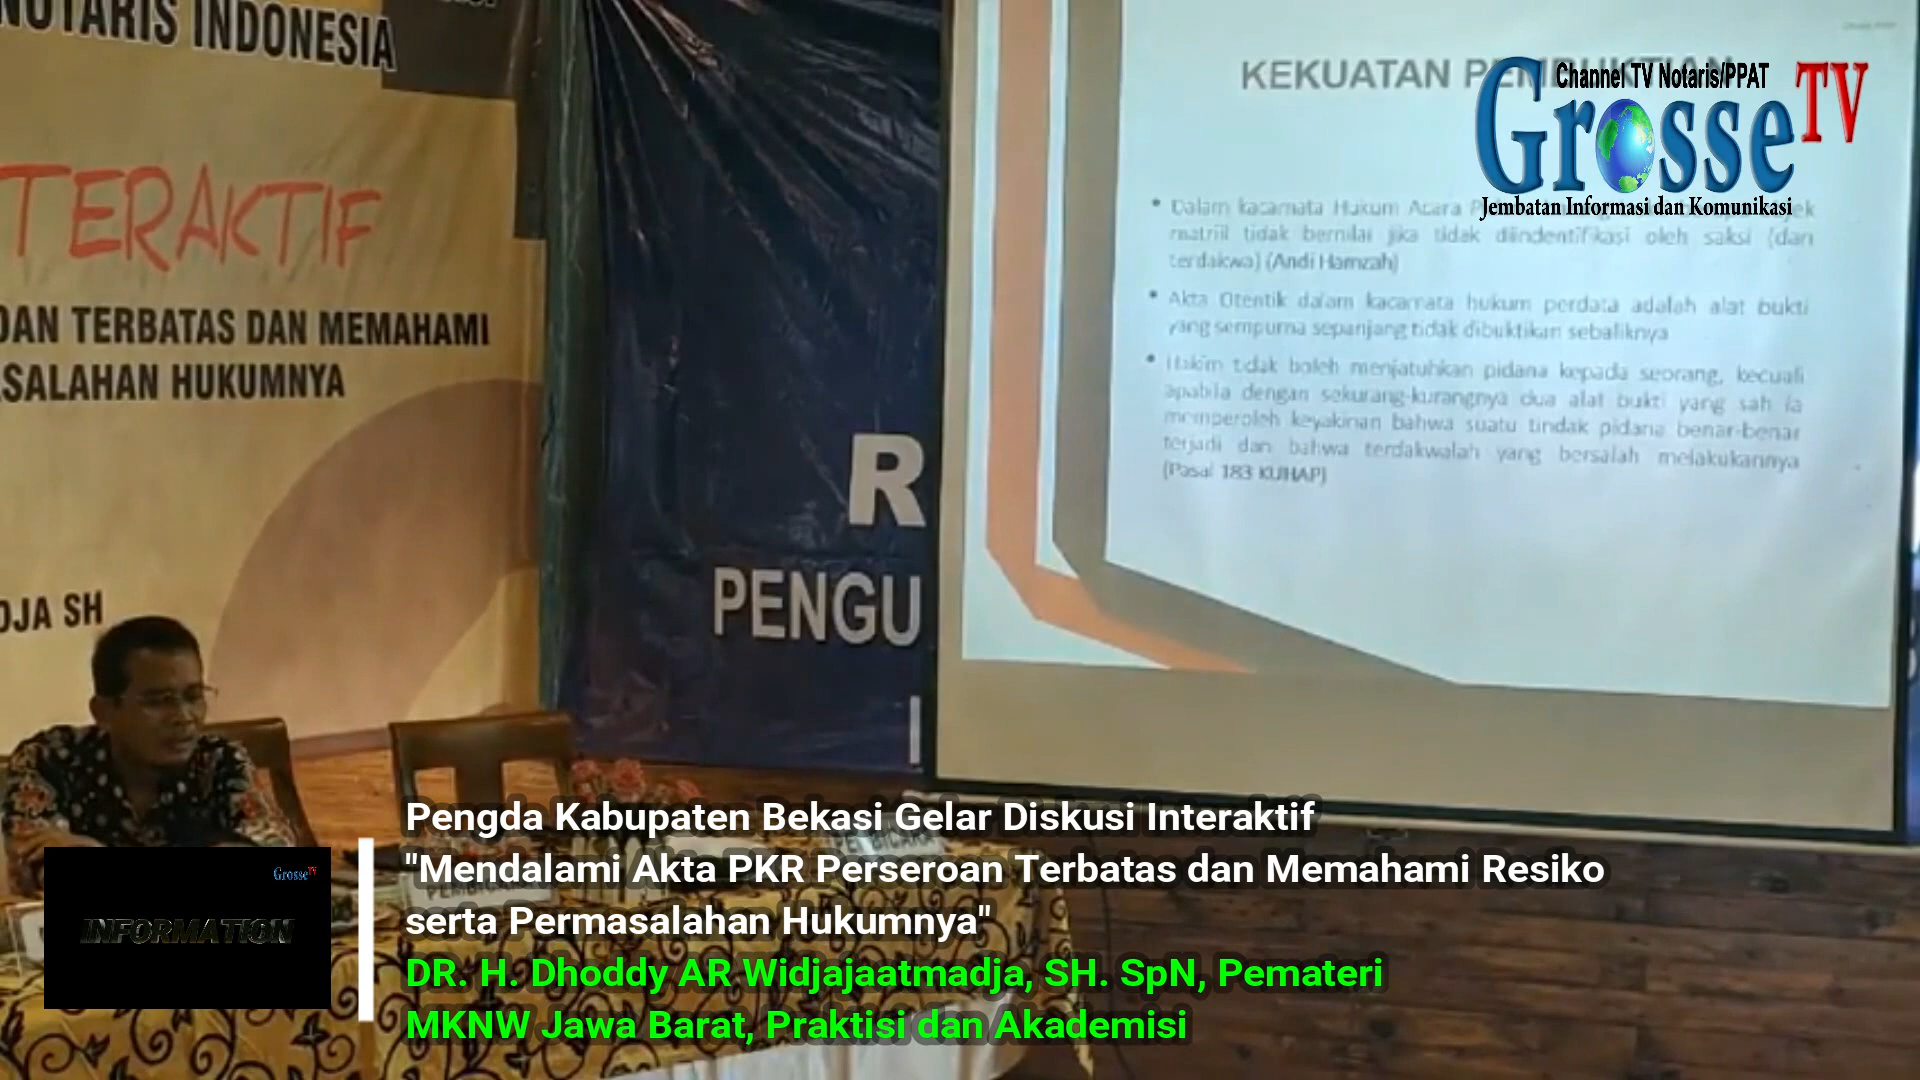 NOTARIS INDONESIA
TERAKTIF
DAN TERBATAS DAN MEMAHAMI
SALAHAN HUKUMNYA
DJA SH
R
PENGU
I
KEKUATAN
Dalam kacamata Hukum Acara
matriil tidak bernilai jika tidak diindentifikasi oleh saksi (dan
terdakwa) (Andi Hamzah)
Akta Otentik dalam kacamata hukum perdata adalah alat bukti
yang sempurna sepanjang tidak dibuktikan sebaliknya
Hakim tidak boleh menjatuhkan pidana kepada seorang, kecuali
apabila dengan sekurang-kurangnya dua alat bukti yang sah ia
memperoleh keyakinan bahwa suatu tindak pidana benar-benar
terjadi dan bahwa terdakwalah yang bersalah melakukannya
(Pasal 183 KUHAP)
Channel TV Notaris/PPAT
Grosse TV
Jembatan Informasi dan Komunikasi
Pengda Kabupaten Bekasi Gelar Diskusi Interaktif
"Mendalami Akta PKR Perseroan Terbatas dan Memahami Resiko
serta Permasalahan Hukumnya"
DR. H. Dhoddy AR Widjajaatmadja, SH. SpN, Pemateri
MKNW Jawa Barat, Praktisi dan Akademisi
Grosse TV
INFORMATION